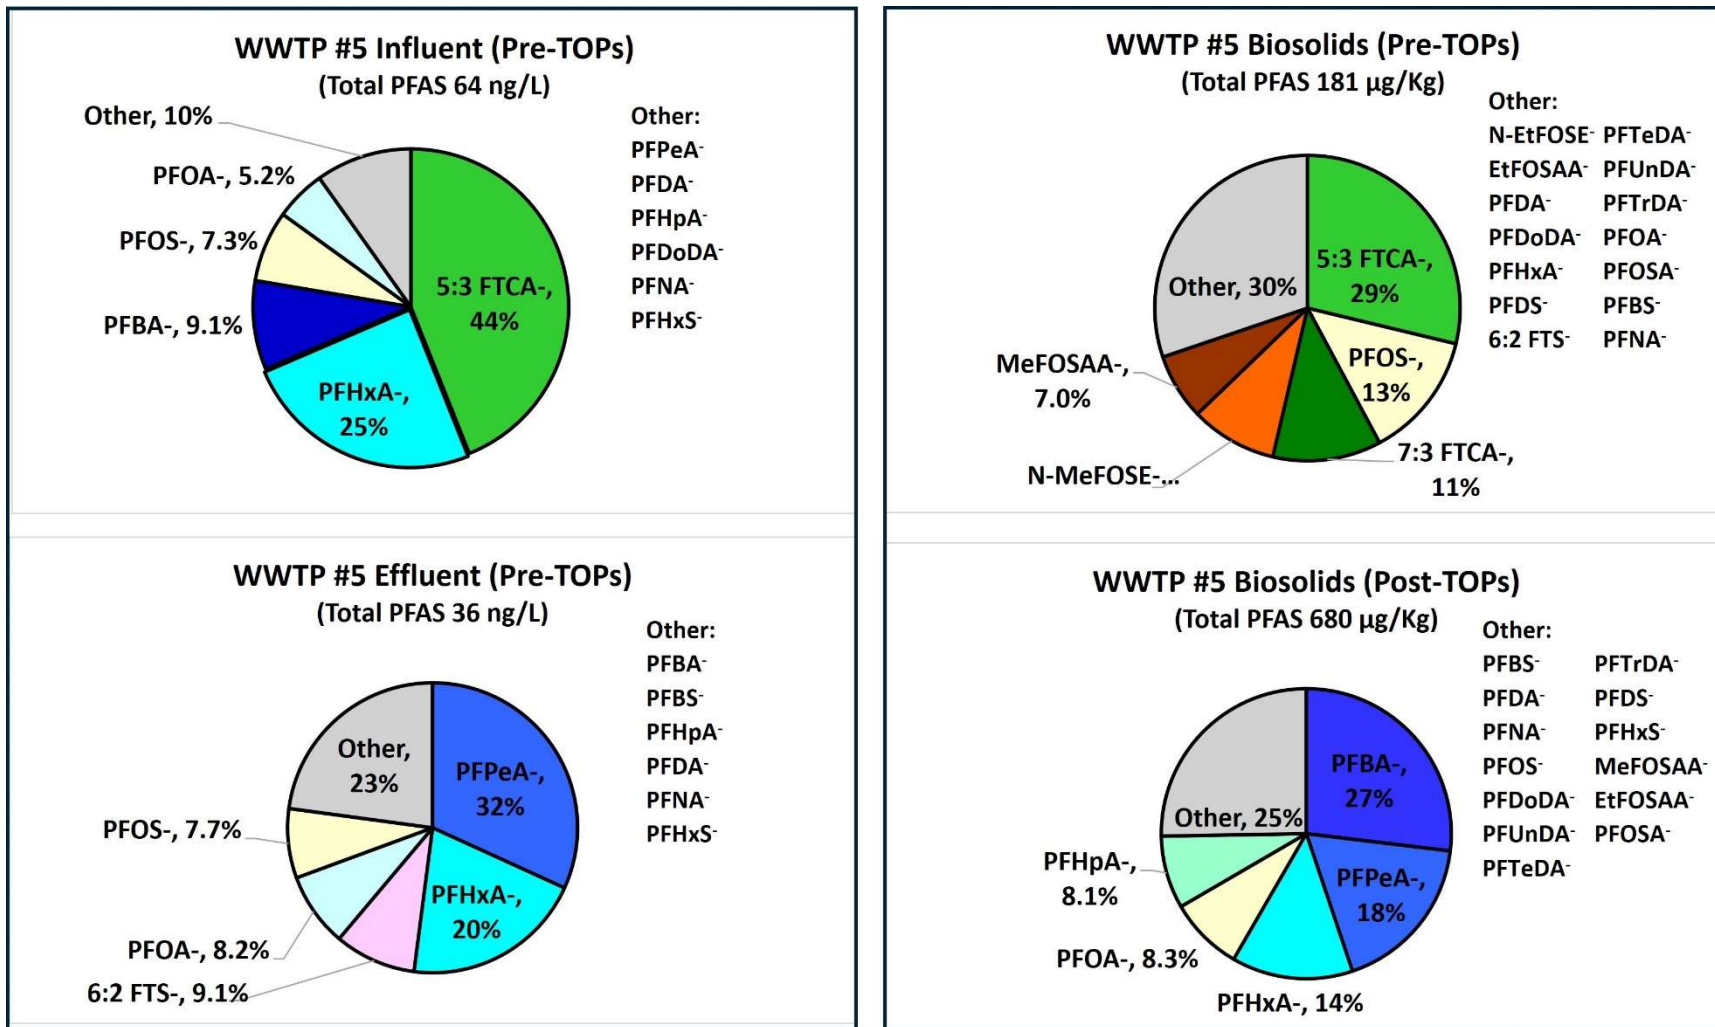 WWTP #5 Influent (Pre-TOPs)
(Total PFAS 64 ng/L)
Other, 10%
PFOA-, 5.2%
PFOS-, 7.3%
PFBA-, 9.1%
5:3 FTCA-,
44%
PFHxA-,
25%
Other:
PFPeA⁻
PFDA⁻
PFHpA⁻
PFDoDA⁻
PFNA⁻
PFHxS⁻
WWTP #5 Effluent (Pre-TOPs)
(Total PFAS 36 ng/L)
Other,
23%
PFPeA-,
32%
PFOS-, 7.7%
PFHxA-,
20%
PFOA-, 8.2%
6:2 FTS-, 9.1%
Other:
PFBA⁻
PFBS⁻
PFHpA⁻
PFDA⁻
PFNA⁻
PFHxS⁻
WWTP #5 Biosolids (Pre-TOPs)
(Total PFAS 181 µg/Kg)
Other, 30%
5:3 FTCA-,
29%
MeFOSAA-,
7.0%
PFOS-,
13%
N-MeFOSE-...
7:3 FTCA-,
11%
Other:
N-EtFOSE⁻ PFTeDA⁻
EtFOSAA⁻ PFUnDA⁻
PFDA⁻ PFTrDA⁻
PFDoDA⁻ PFOA⁻
PFHxA⁻ PFOSA⁻
PFDS⁻ PFBS⁻
6:2 FTS⁻ PFNA⁻
WWTP #5 Biosolids (Post-TOPs)
(Total PFAS 680 µg/Kg)
PFBA-,
27%
Other, 25%
PFHpA-,
8.1%
PFPeA-,
18%
PFOA-, 8.3%
PFHxA-, 14%
Other:
PFBS⁻ PFTrDA⁻
PFDA⁻ PFDS⁻
PFNA⁻ PFHxS⁻
PFOS⁻ MeFOSAA⁻
PFDoDA⁻ EtFOSAA⁻
PFUnDA⁻ PFOSA⁻
PFTeDA⁻